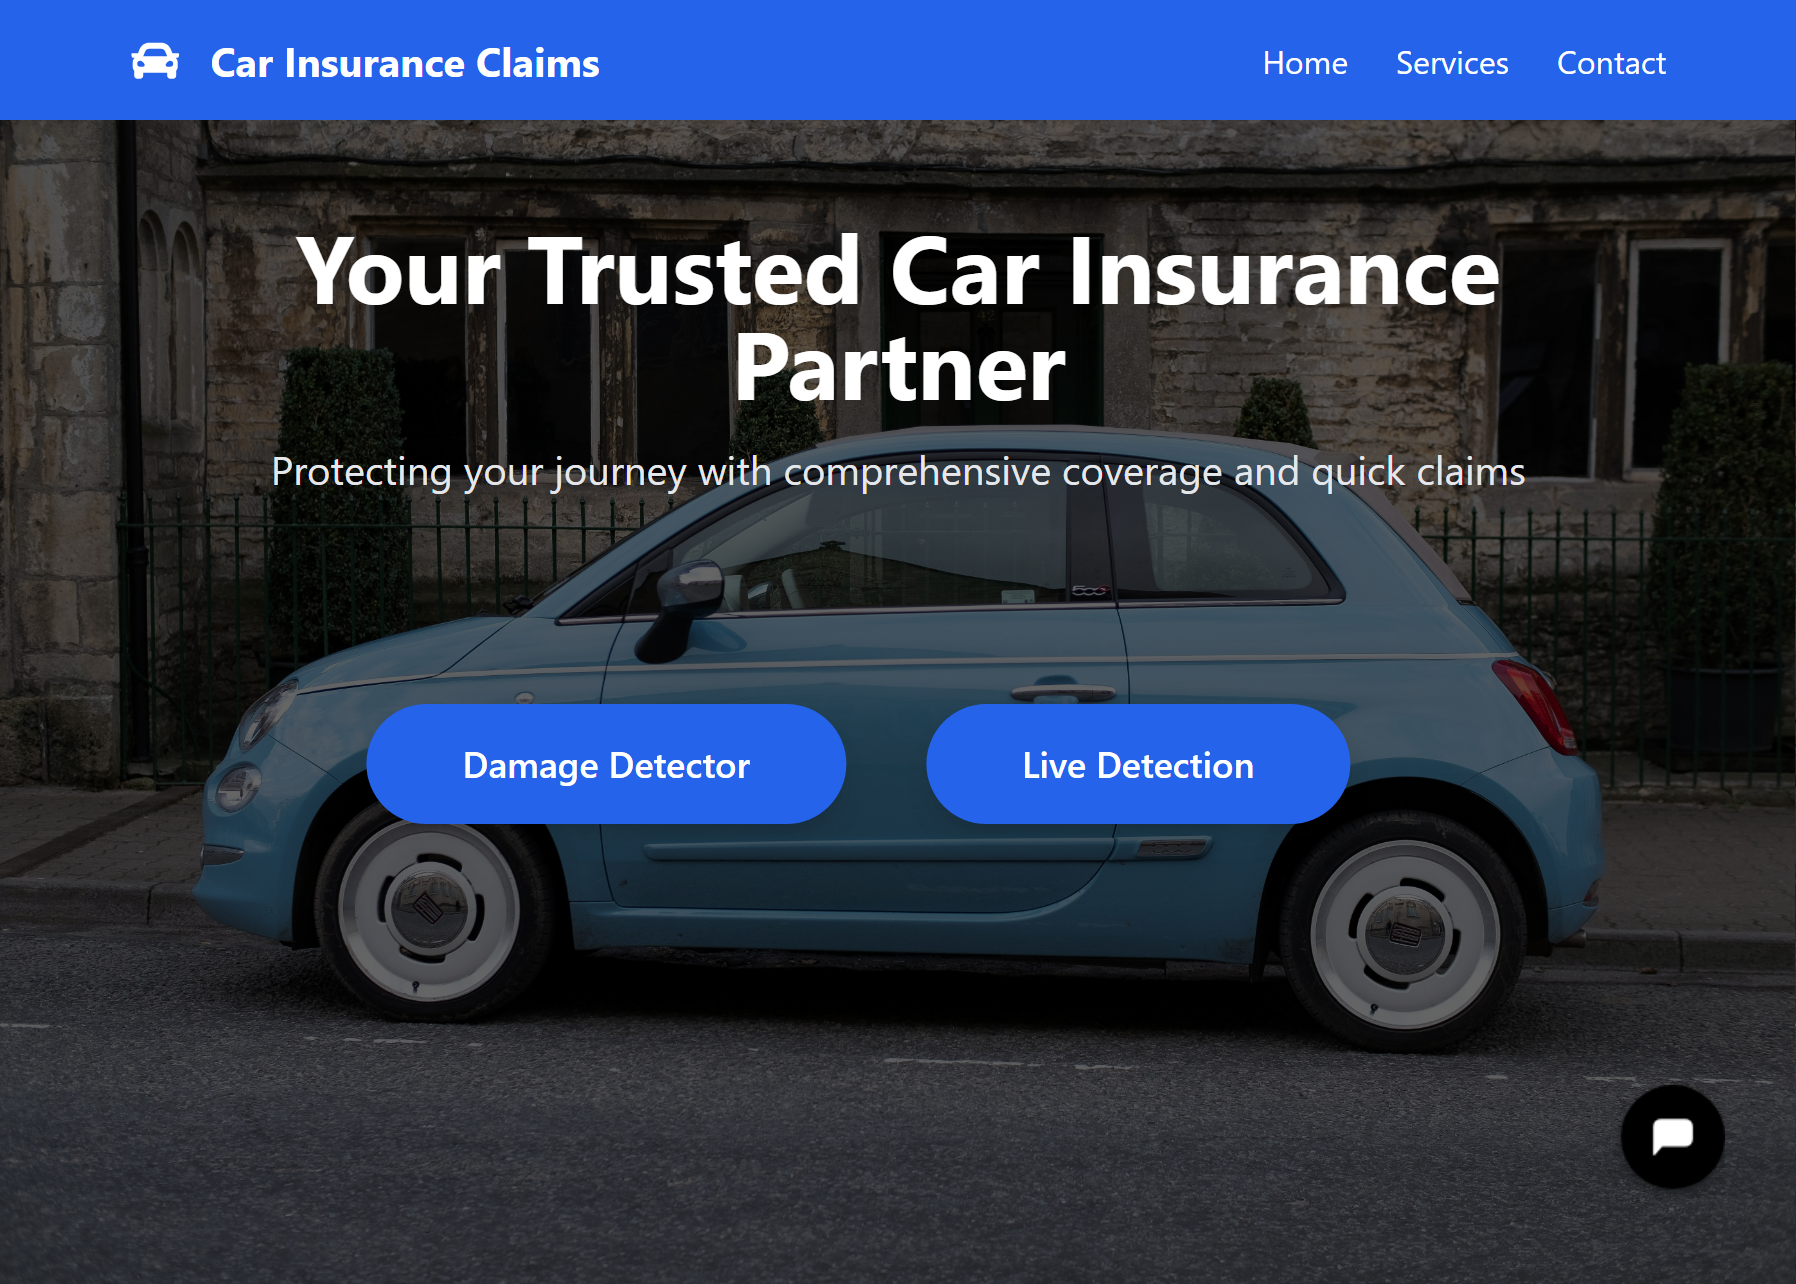 Car Insurance Claims
Home Services Contact
Your Trusted Car Insurance
Partner
Protecting your journey with comprehensive coverage and quick claims
500
Damage Detector
Live Detection